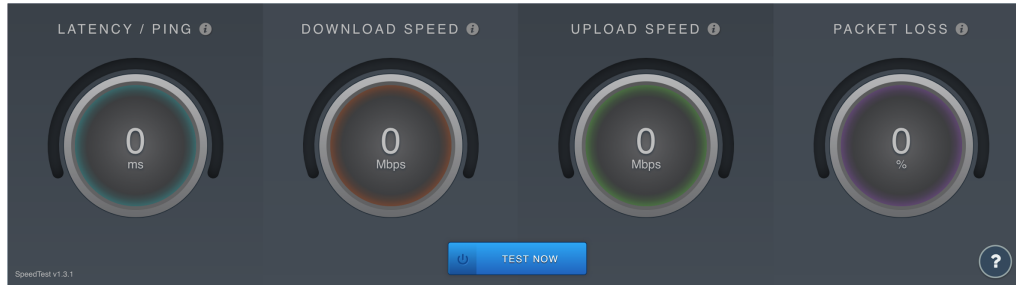 LATENCY / PING i
DOWNLOAD SPEED i
UPLOAD SPEED i
PACKET LOSS i
0
ms
0
Mbps
0
Mbps
0
%
TEST NOW
SpeedTest v1.3.1
?